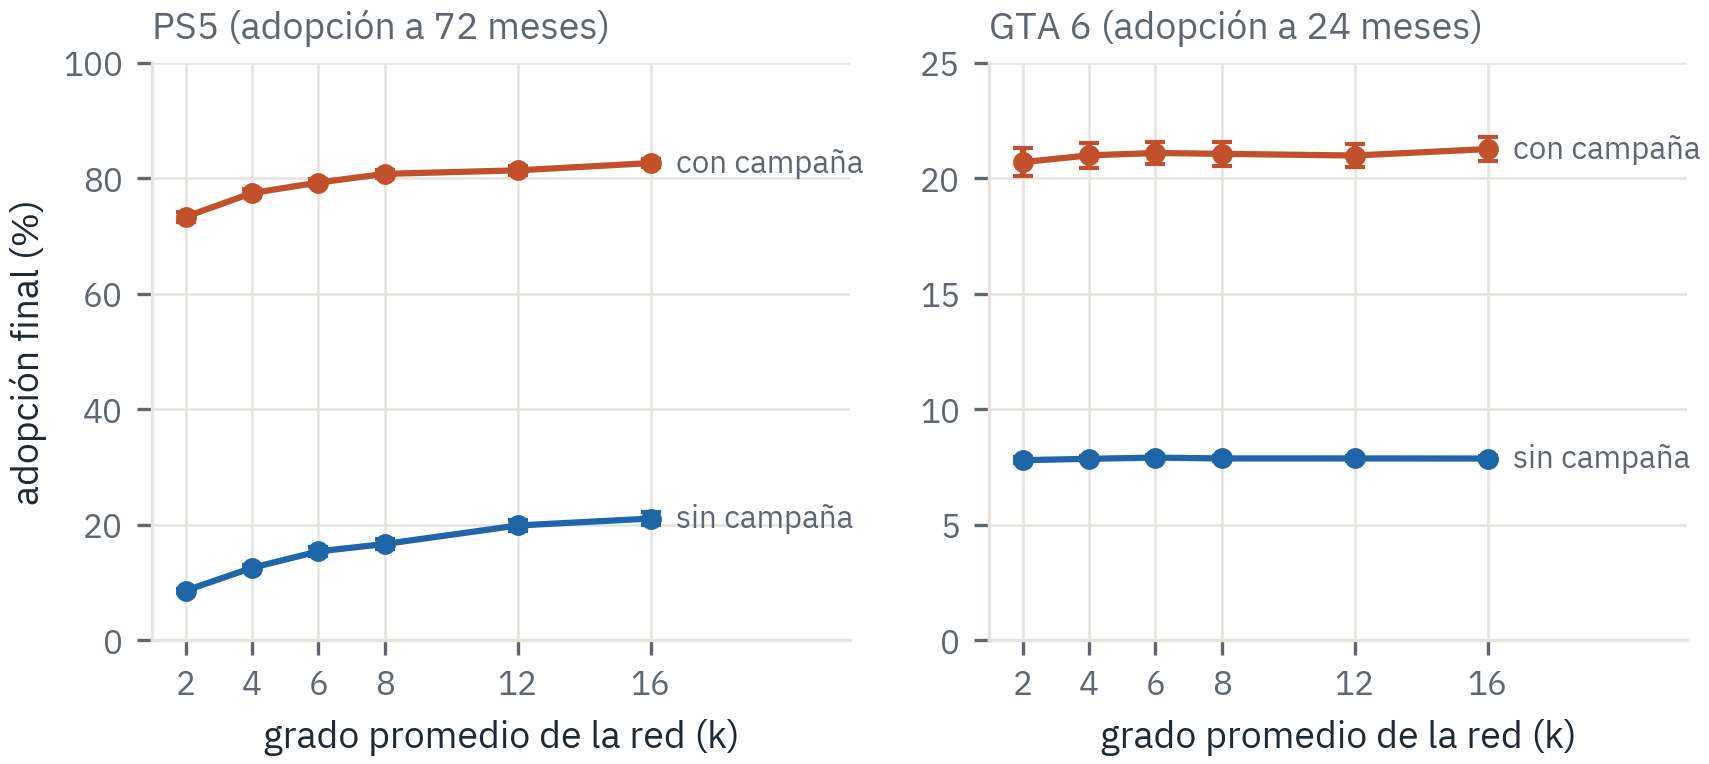 PS5 (adopción a 72 meses)
adopción final (%)
100
80
60
40
20
0
con campaña
sin campaña
2 4 6 8 12 16
grado promedio de la red (k)
GTA 6 (adopción a 24 meses)
25
20
15
10
5
0
con campaña
sin campaña
2 4 6 8 12 16
grado promedio de la red (k)